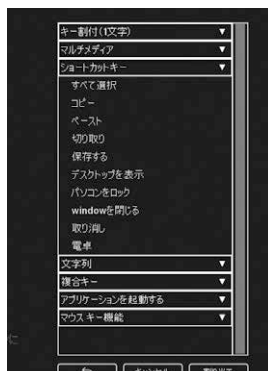 キー割付(1文字)
マルチメディア
ショートカットキー
すべて選択
コピー
ペースト
切り取り
保存する
デスクトップを表示
パソコンをロック
windowを閉じる
取り消し
電卓
文字列
複合キー
アプリケーションを起動する
マウス キー機能